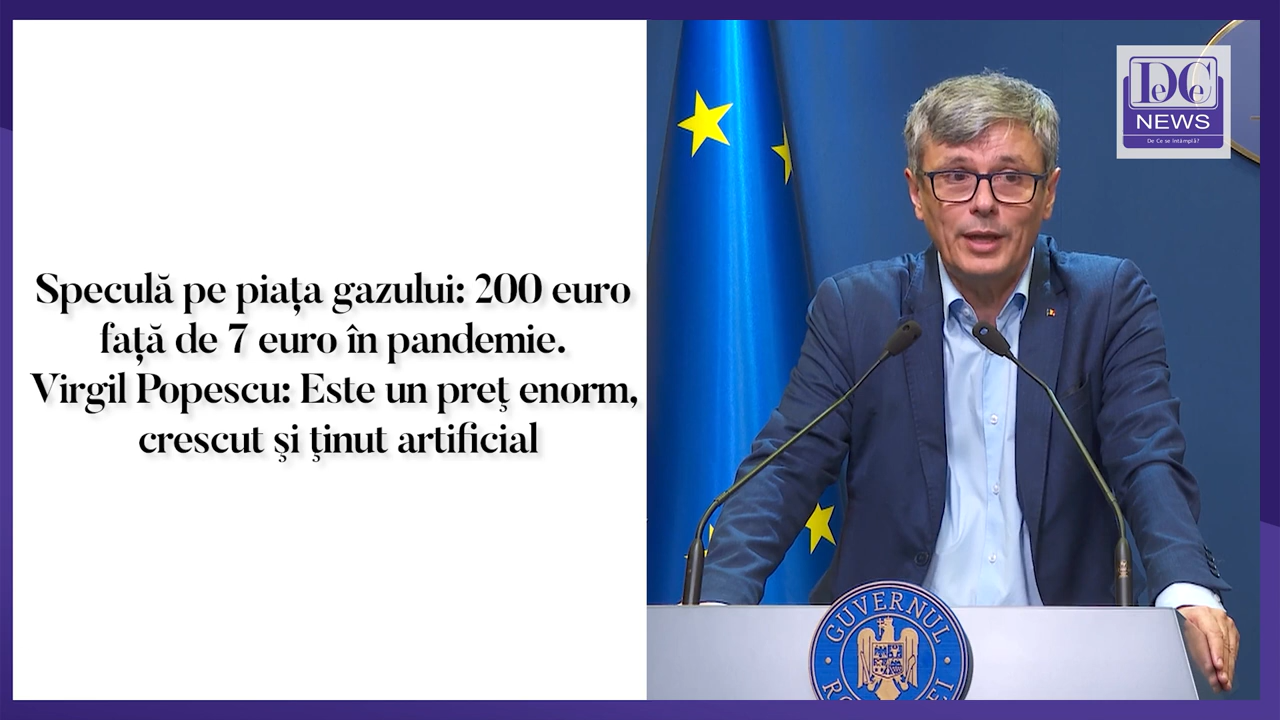 Speculă pe piața gazului: 200 euro
față de 7 euro în pandemie.
Virgil Popescu: Este un preţ enorm,
crescut şi ţinut artificial
DeCe
NEWS
De Ce se întâmplă?
GUVERNUL